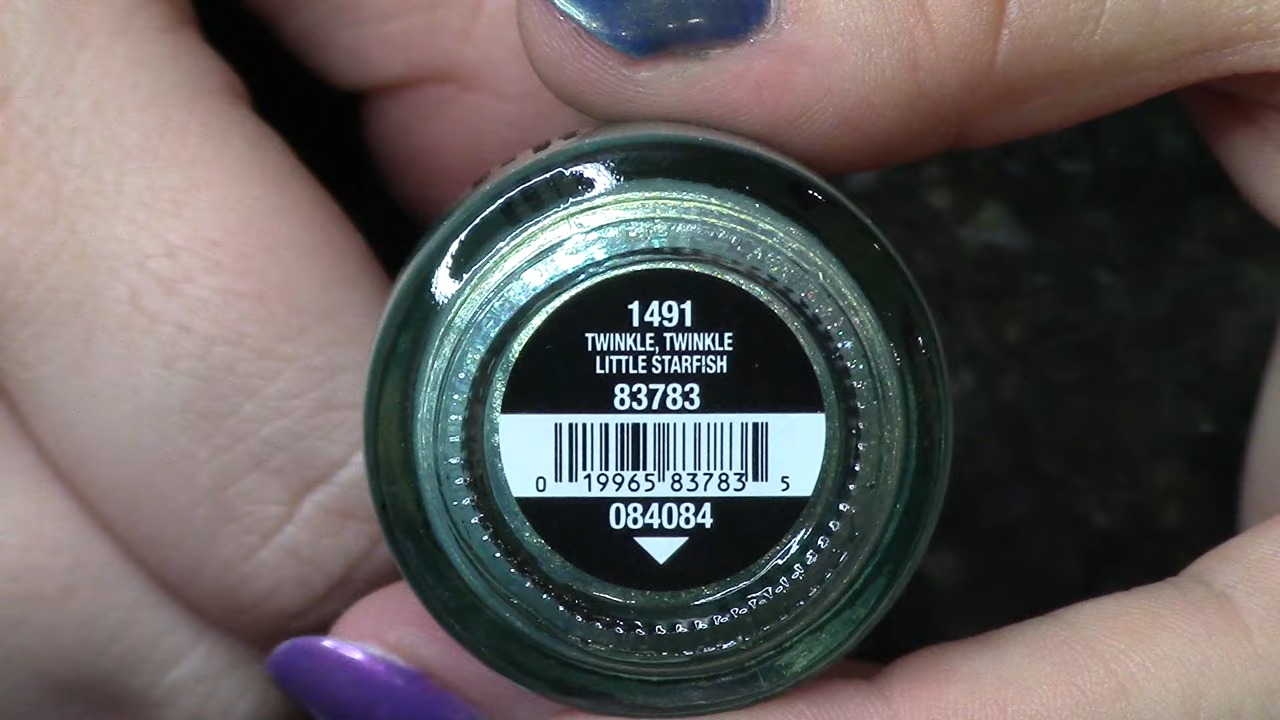 1491
TWINKLE, TWINKLE
LITTLE STARFISH
83783
0 19965 83783 5
084084